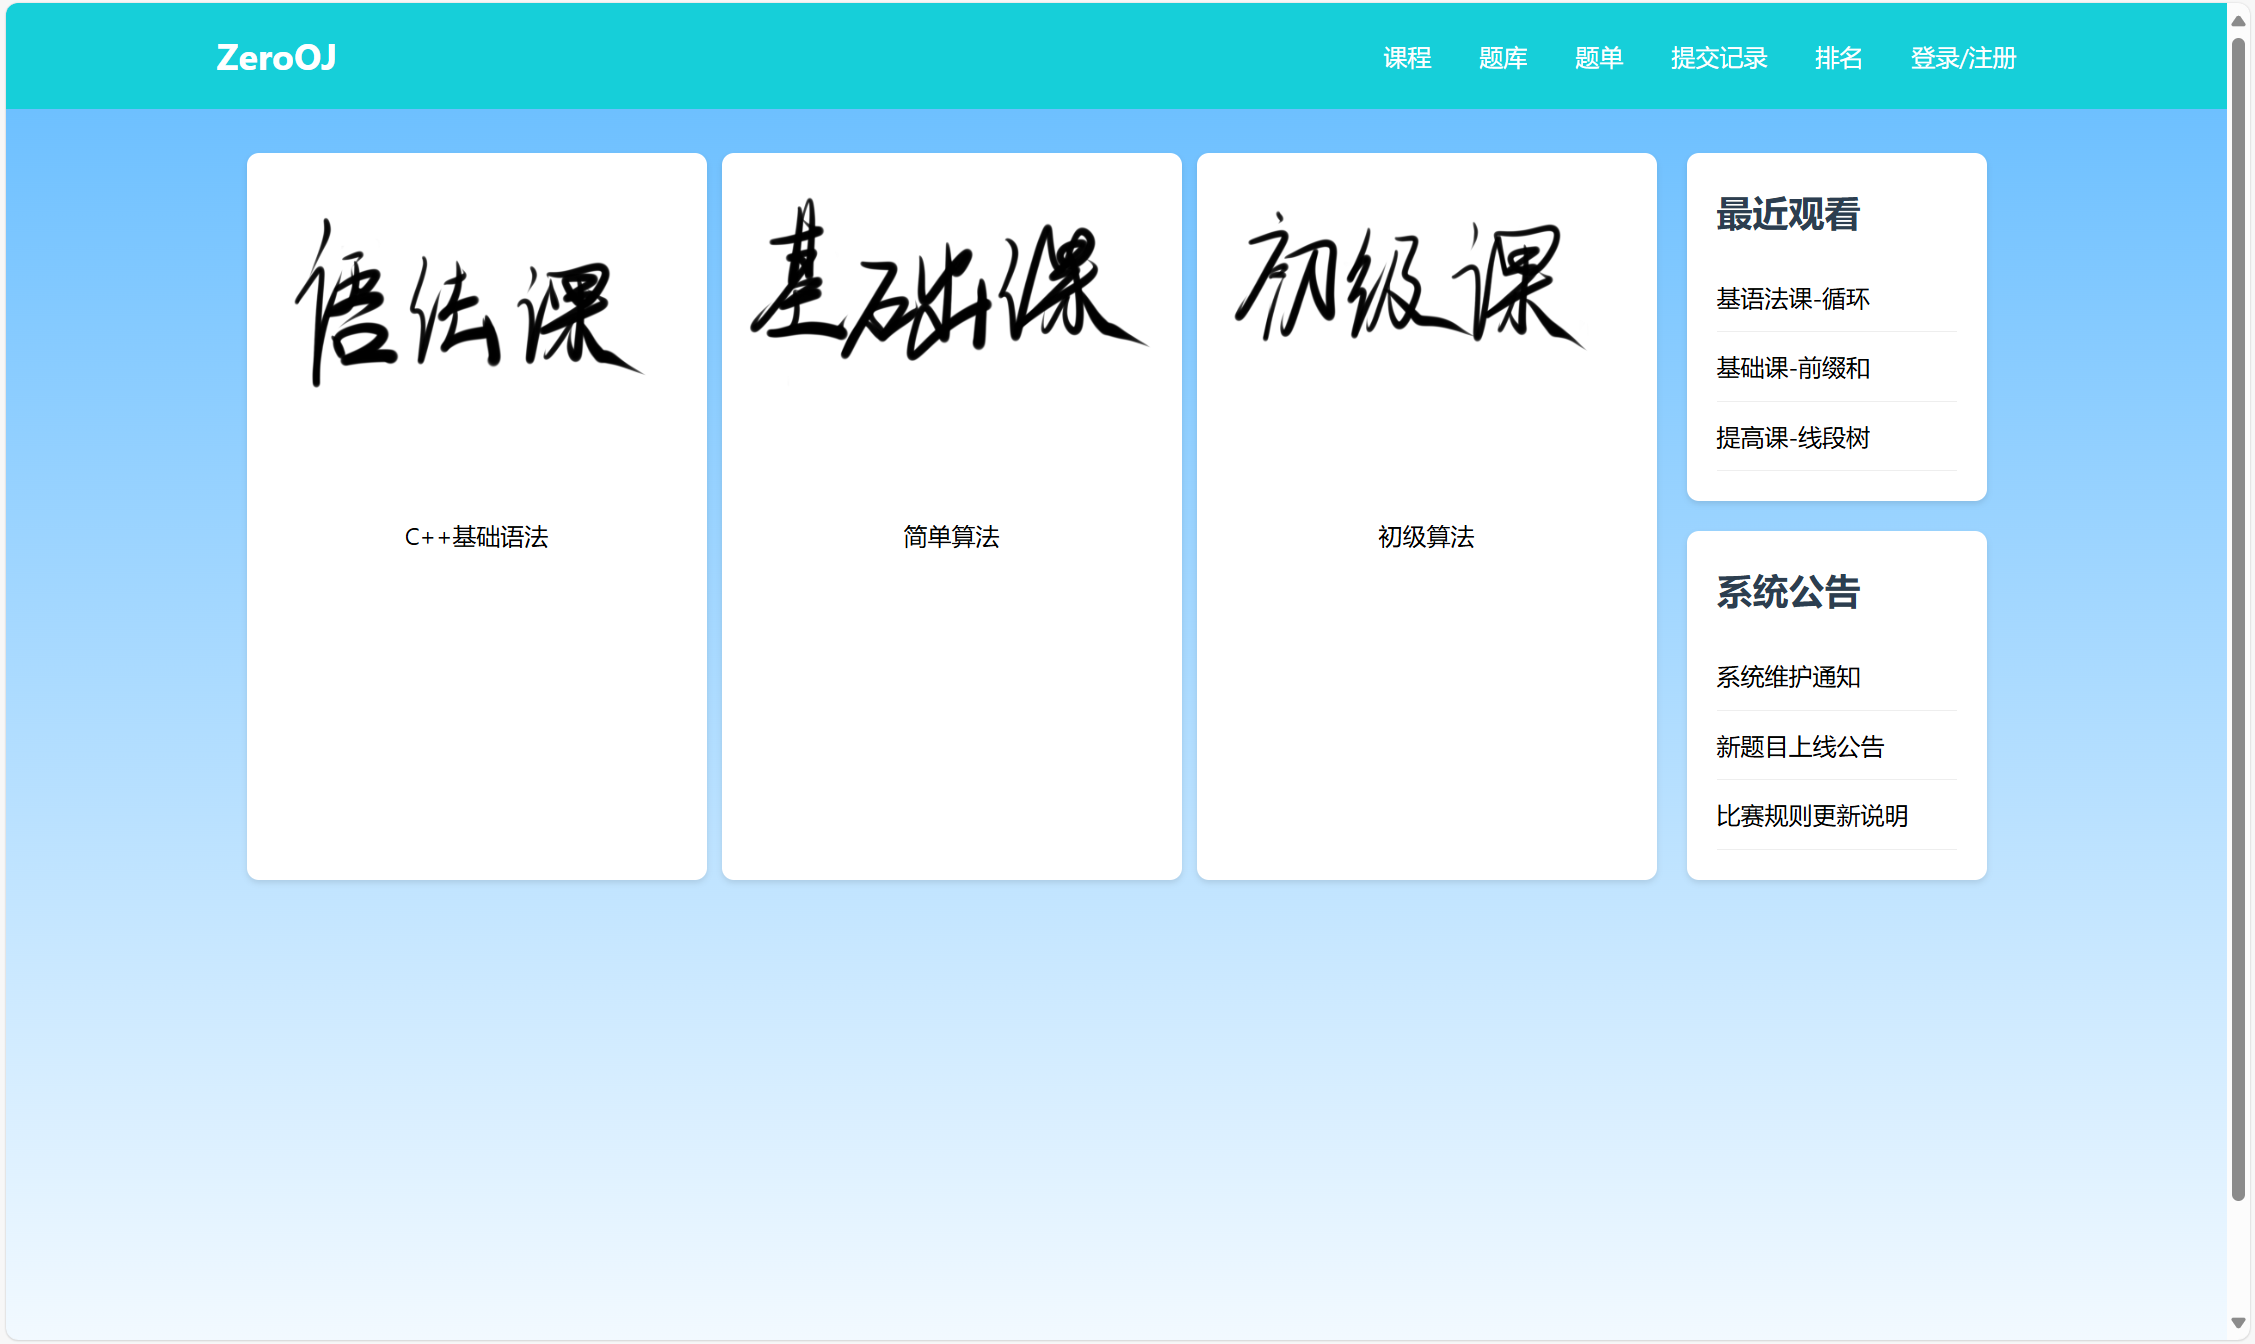 ZeroOJ
课程 题库 题单 提交记录 排名 登录/注册
语法课
C++基础语法
基础课
简单算法
初级课
初级算法
最近观看
基语法课-循环
基础课-前缀和
提高课-线段树
系统公告
系统维护通知
新题目上线公告
比赛规则更新说明